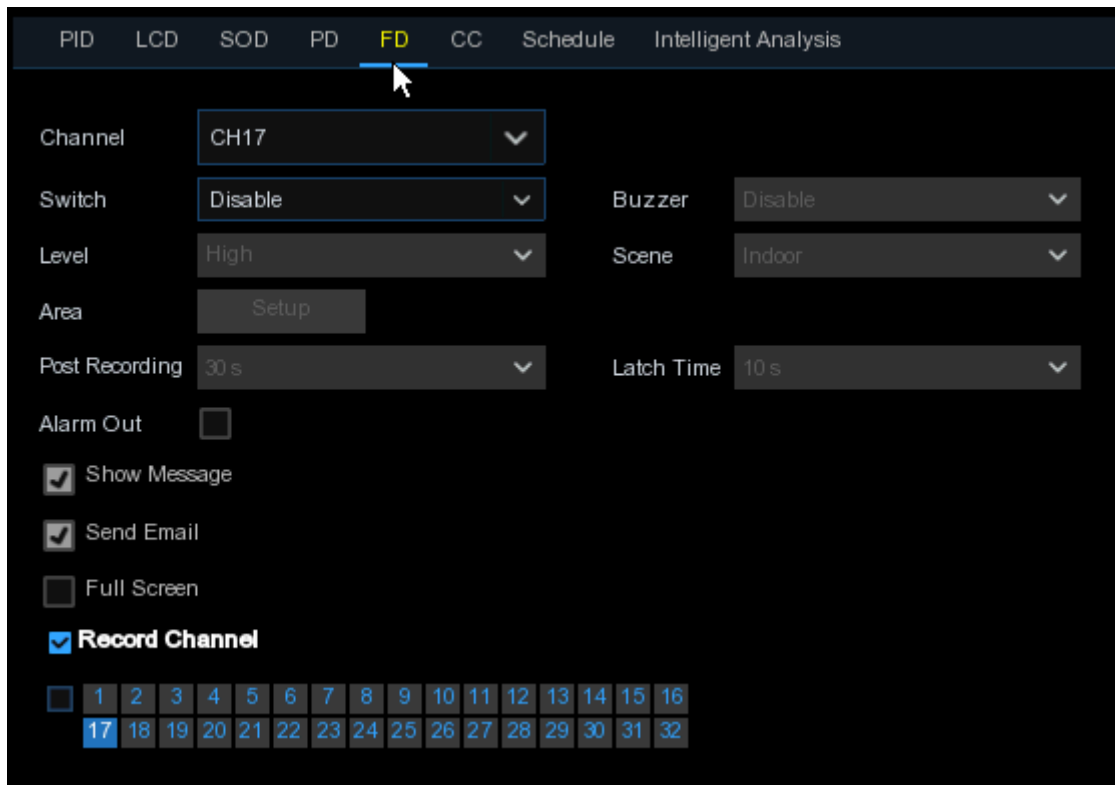 PID LCD SOD PD FD CC Schedule Intelligent Analysis
Channel CH17
Switch Disable Buzzer Disable
Level High Scene Indoor
Area Setup
Post Recording 30 s Latch Time 10 s
Alarm Out
Show Message
Send Email
Full Screen
Record Channel
1 2 3 4 5 6 7 8 9 10 11 12 13 14 15 16
17 18 19 20 21 22 23 24 25 26 27 28 29 30 31 32